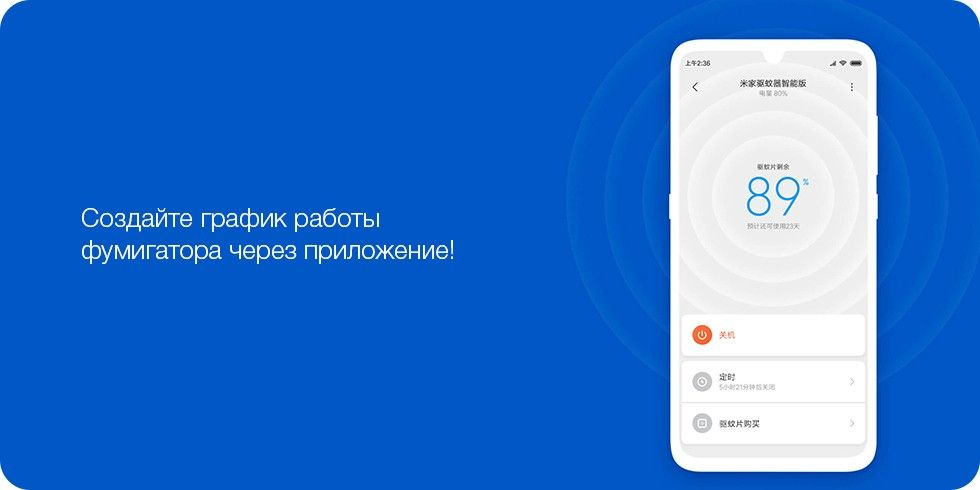 Создайте график работы
фумигатора через приложение!
上午2:36
米家驱蚊器智能版
电量 80%
驱蚊片剩余
89%
预计还可使用23天
关机
定时
5小时21分钟后关闭
驱蚊片购买